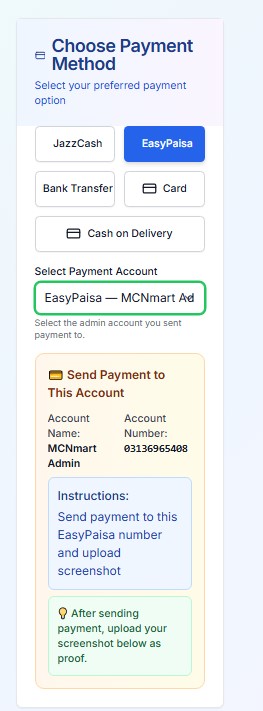 Choose Payment
Method
Select your preferred payment
option
JazzCash
EasyPaisa
Bank Transfer
Card
Cash on Delivery
Select Payment Account
EasyPaisa — MCNmart Ad
Select the admin account you sent
payment to.
Send Payment to
This Account
Account
Name:
MCNmart
Admin
Account
Number:
03136965408
Instructions:
Send payment to this
EasyPaisa number
and upload
screenshot
After sending
payment, upload your
screenshot below as
proof.